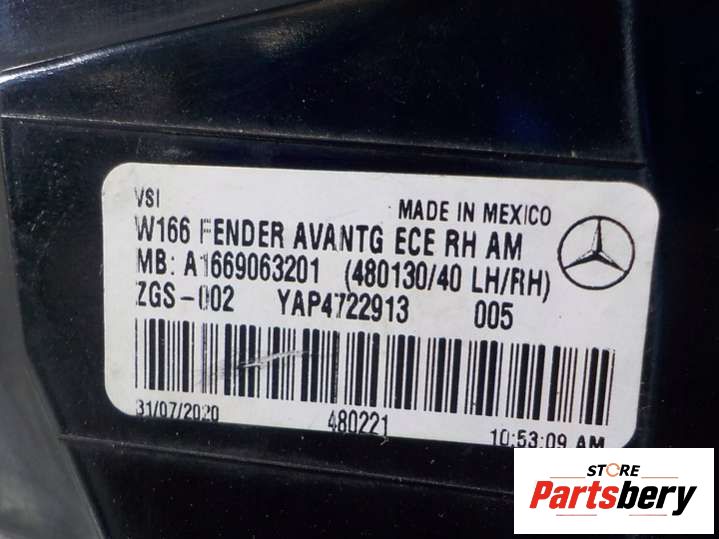 VSI
MADE IN MEXICO
W166 FENDER AVANTG ECE RH AM
MB: A1669063201 (480130/40 LH/RH)
ZGS-002 YAP4722913 005
31/07/2020 480221 10:53:09 AM
STORE
Partsbery